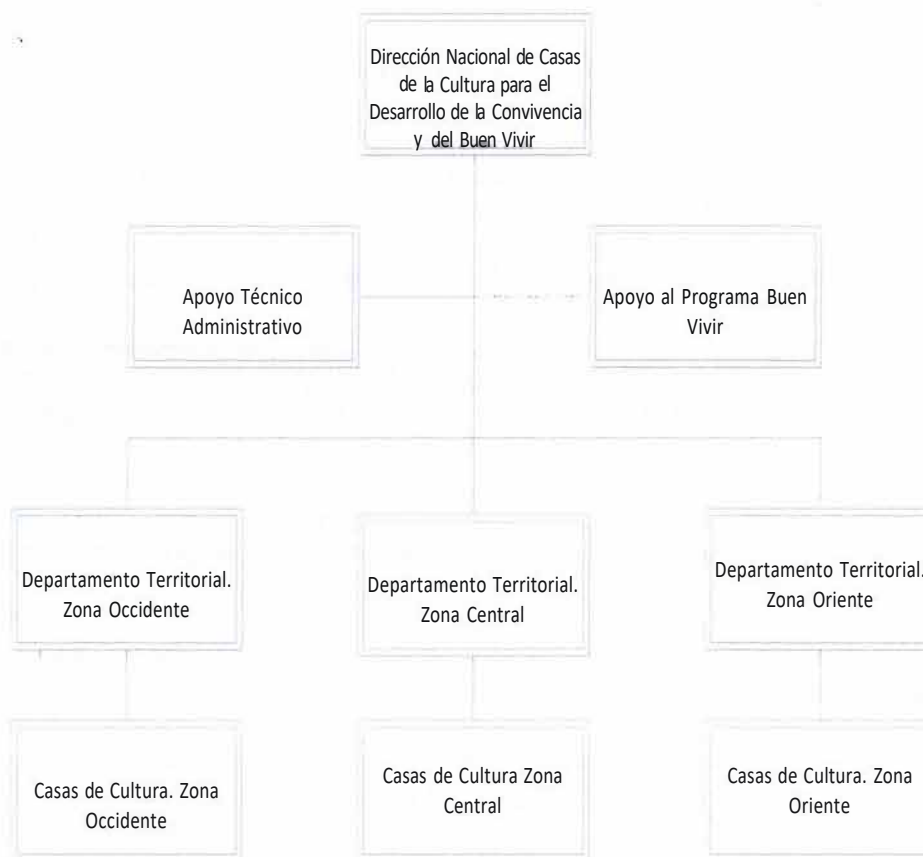 Dirección Nacional de Casas
de la Cultura para el
Desarrollo de la Convivencia
y del Buen Vivir
Apoyo Técnico
Administrativo
Apoyo al Programa Buen
Vivir
Departamento Territorial.
Zona Occidente
Departamento Territorial.
Zona Central
Departamento Territorial.
Zona Oriente
Casas de Cultura. Zona
Occidente
Casas de Cultura Zona
Central
Casas de Cultura. Zona
Oriente